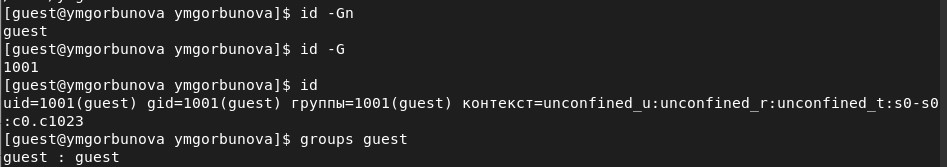 [guest@ymgorbunova ymgorbunova]$ id -Gn
guest
[guest@ymgorbunova ymgorbunova]$ id -G
1001
[guest@ymgorbunova ymgorbunova]$ id
uid=1001(guest) gid=1001(guest) группы=1001(guest) контекст=unconfined_u:unconfined_r:unconfined_t:s0-s0
:c0.c1023
[guest@ymgorbunova ymgorbunova]$ groups guest
guest : guest